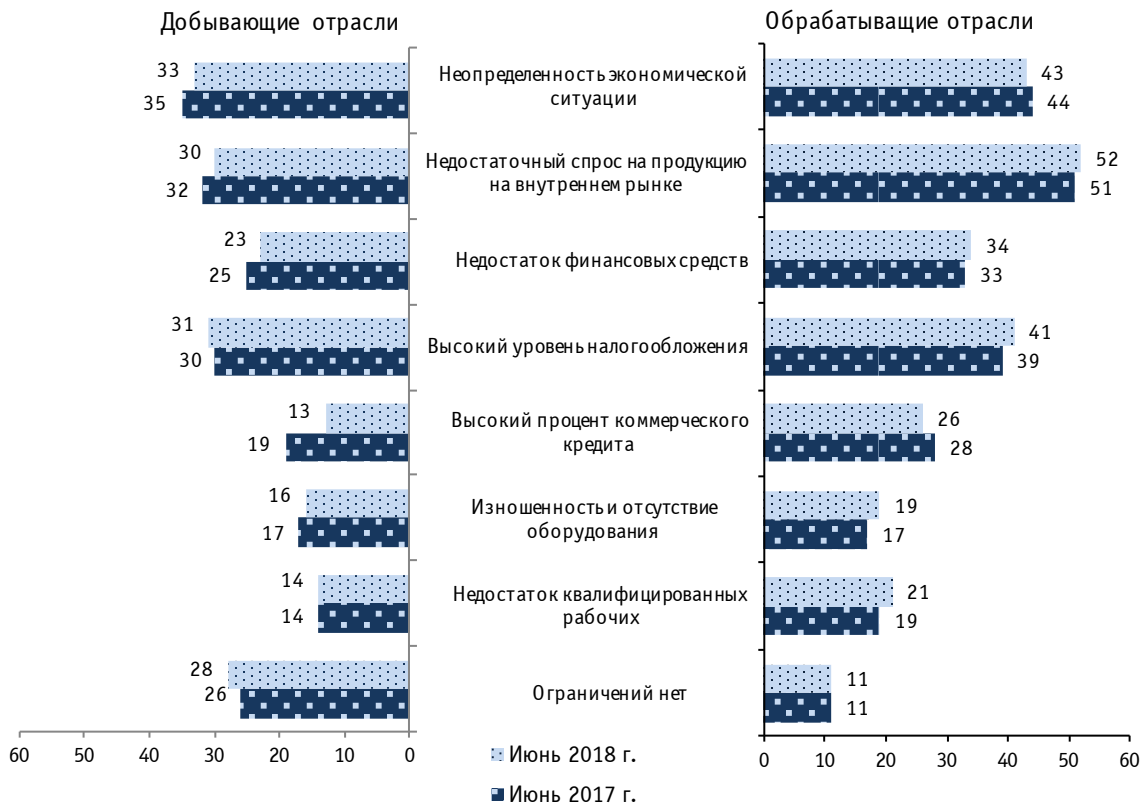 Добывающие отрасли
Обрабатыващие отрасли
33
35
Неопределенность экономической
ситуации
43
44
30
32
Недостаточный спрос на продукцию
на внутреннем рынке
52
51
23
25
Недостаток финансовых средств
34
33
31
30
Высокий уровень налогообложения
41
39
13
19
Высокий процент коммерческого
кредита
26
28
16
17
Изношенность и отсутствие
оборудования
19
17
14
14
Недостаток квалифицированных
рабочих
21
19
28
26
Ограничений нет
11
11
60 50 40 30 20 10 0
0 10 20 30 40 50 60
Июнь 2018 г.
Июнь 2017 г.